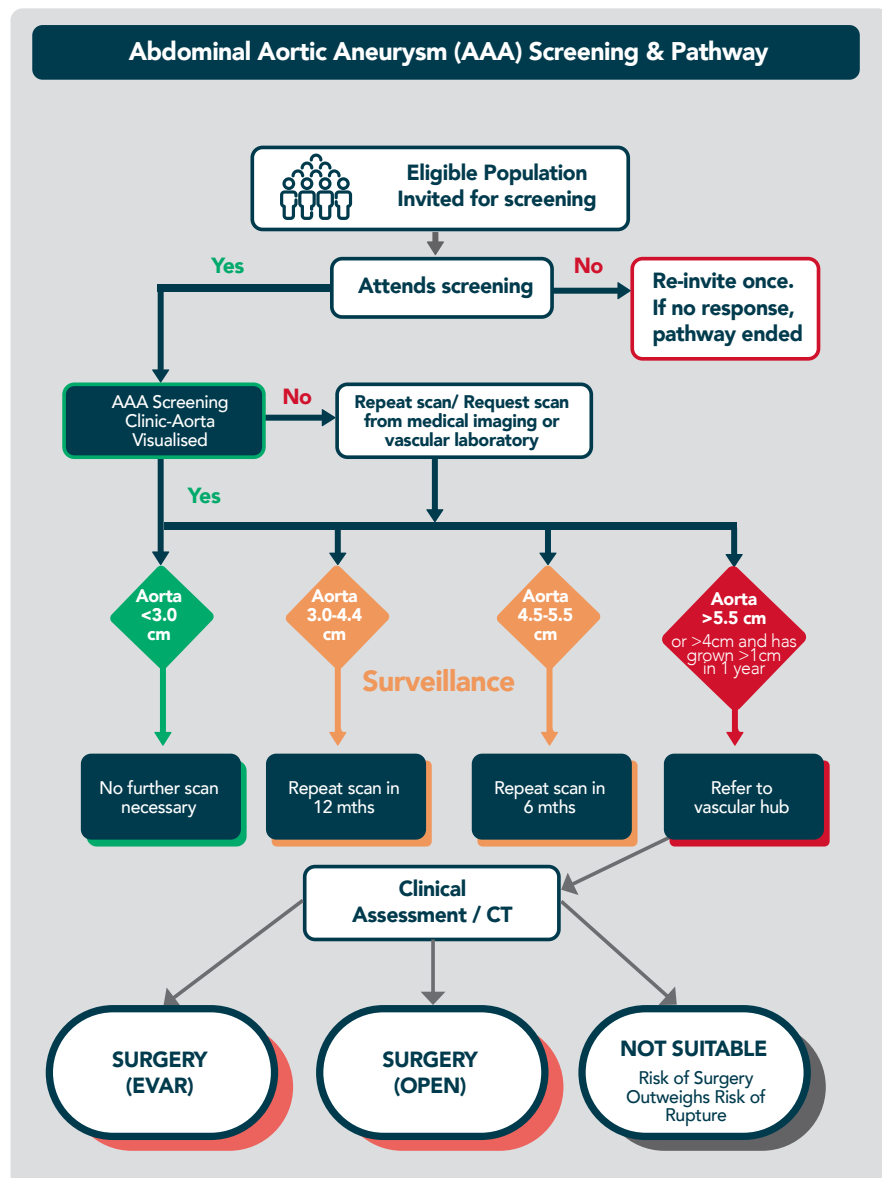 Abdominal Aortic Aneurysm (AAA) Screening & Pathway
Eligible Population
Invited for screening
Yes
Attends screening
No
Re-invite once.
If no response,
pathway ended
AAA Screening
Clinic-Aorta
Visualised
No
Repeat scan/ Request scan
from medical imaging or
vascular laboratory
Yes
Aorta
<3.0
cm
Aorta
3.0-4.4
cm
Aorta
4.5-5.5
cm
Aorta
>5.5 cm
or >4cm and has
grown >1cm
in 1 year
Surveillance
No further scan
necessary
Repeat scan in
12 mths
Repeat scan in
6 mths
Refer to
vascular hub
Clinical
Assessment / CT
SURGERY
(EVAR)
SURGERY
(OPEN)
NOT SUITABLE
Risk of Surgery
Outweighs Risk of
Rupture